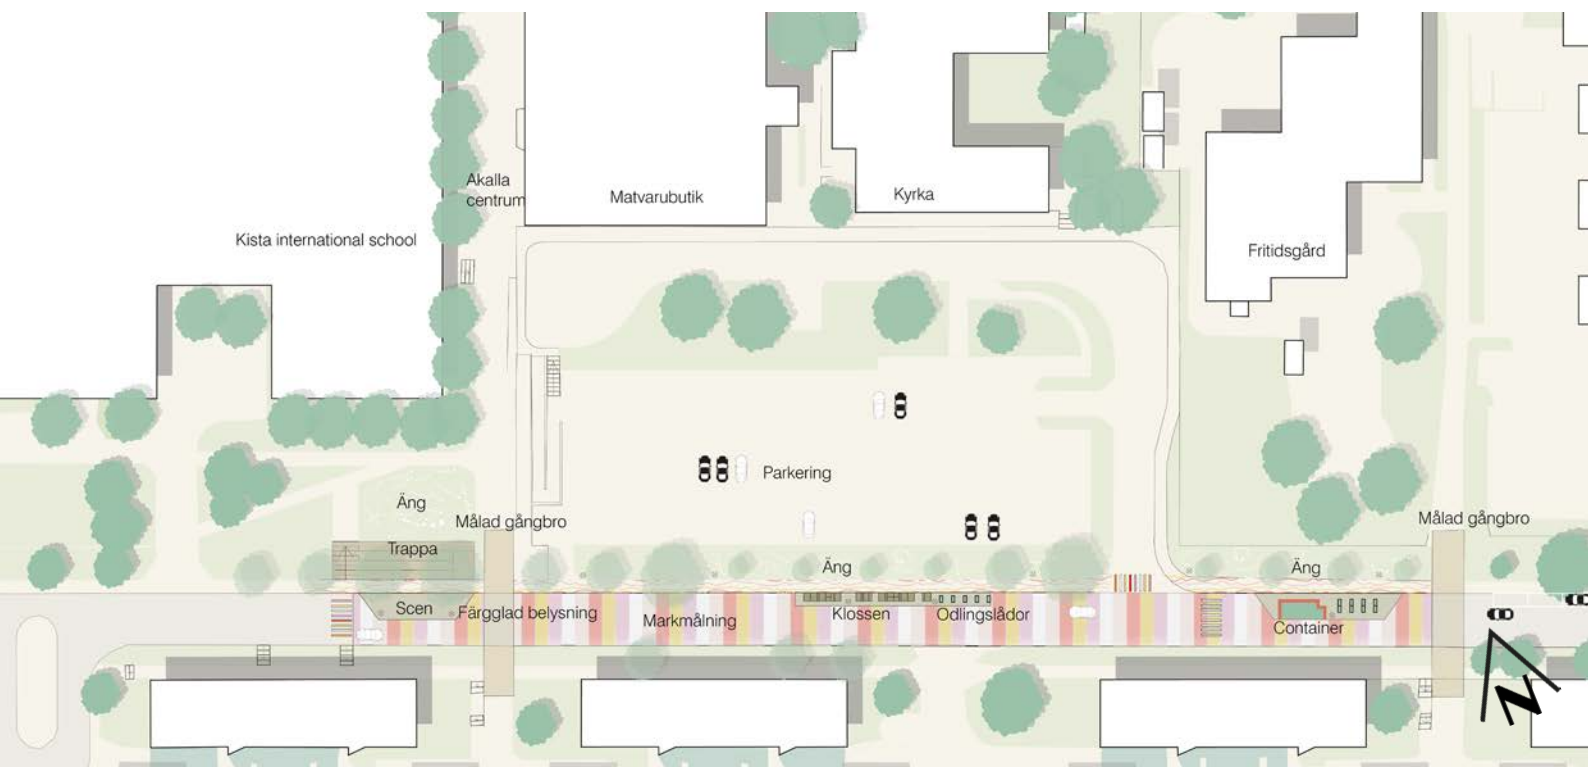 Akalla
centrum
Matvarubutik
Kyrka
Kista international school
Fritidsgård
Parkering
Äng
Målad gångbro
Målad gångbro
Trappa
Äng
Äng
Scen
Färgglad belysning
Markmålning
Klossen
Odlingslådor
Container
N